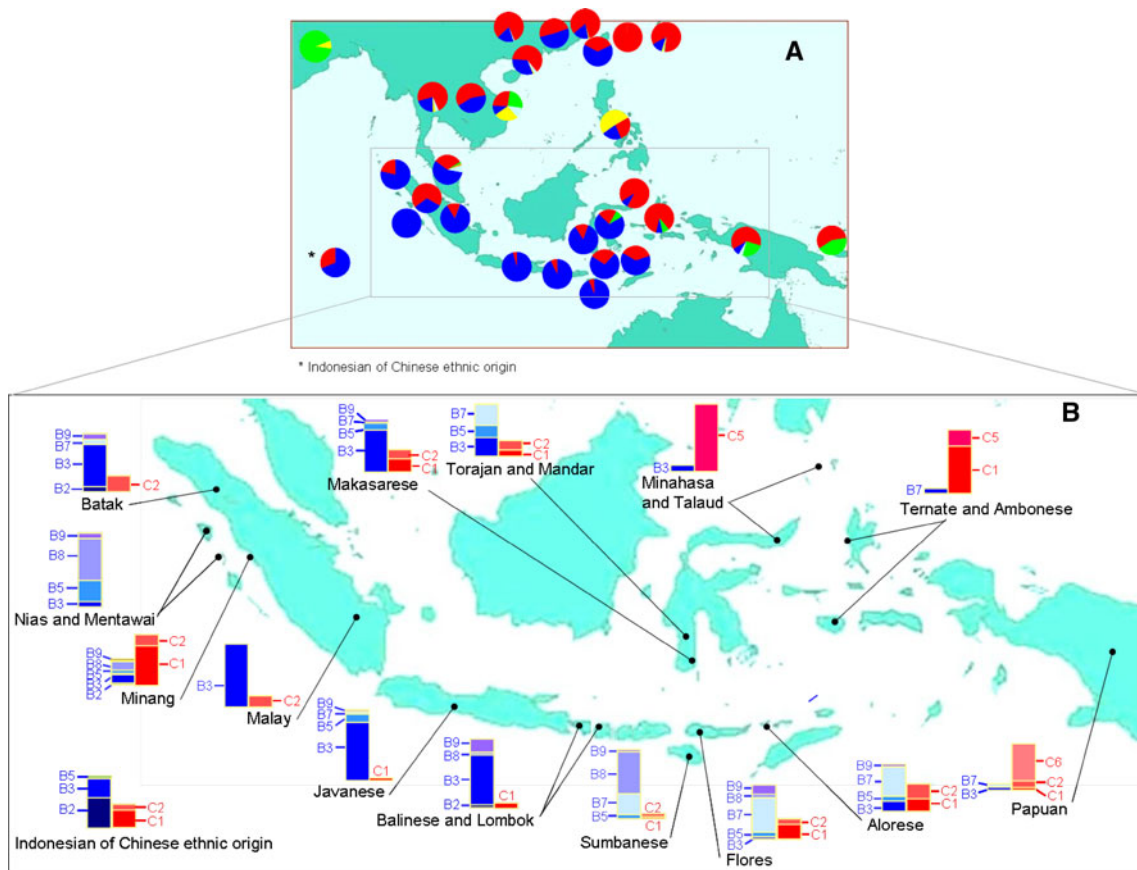 A
*
* Indonesian of Chinese ethnic origin
B
B9
B7
B3
B2
C2
Batak
B9
B7
B5
B3
C2
C1
Makasarese
B7
B5
B3
C2
C1
Torajan and Mandar
B3
C5
Minahasa
and Talaud
B7
C5
C1
Ternate and Ambonese
B9
B8
B5
B3
Nias and Mentawai
B9
B8
B5
B3
B2
C2
C1
Minang
B3
C2
Malay
B9
B7
B5
B3
C1
Javanese
B9
B8
B3
B2
C1
Balinese and Lombok
B9
B8
B7
B5
C2
C1
Sumbanese
B9
B8
B7
B5
B3
C2
C1
Flores
B9
B7
B5
B3
C2
C1
Alorese
B7
B3
C6
C2
C1
Papuan
B5
B3
B2
C2
C1
Indonesian of Chinese ethnic origin